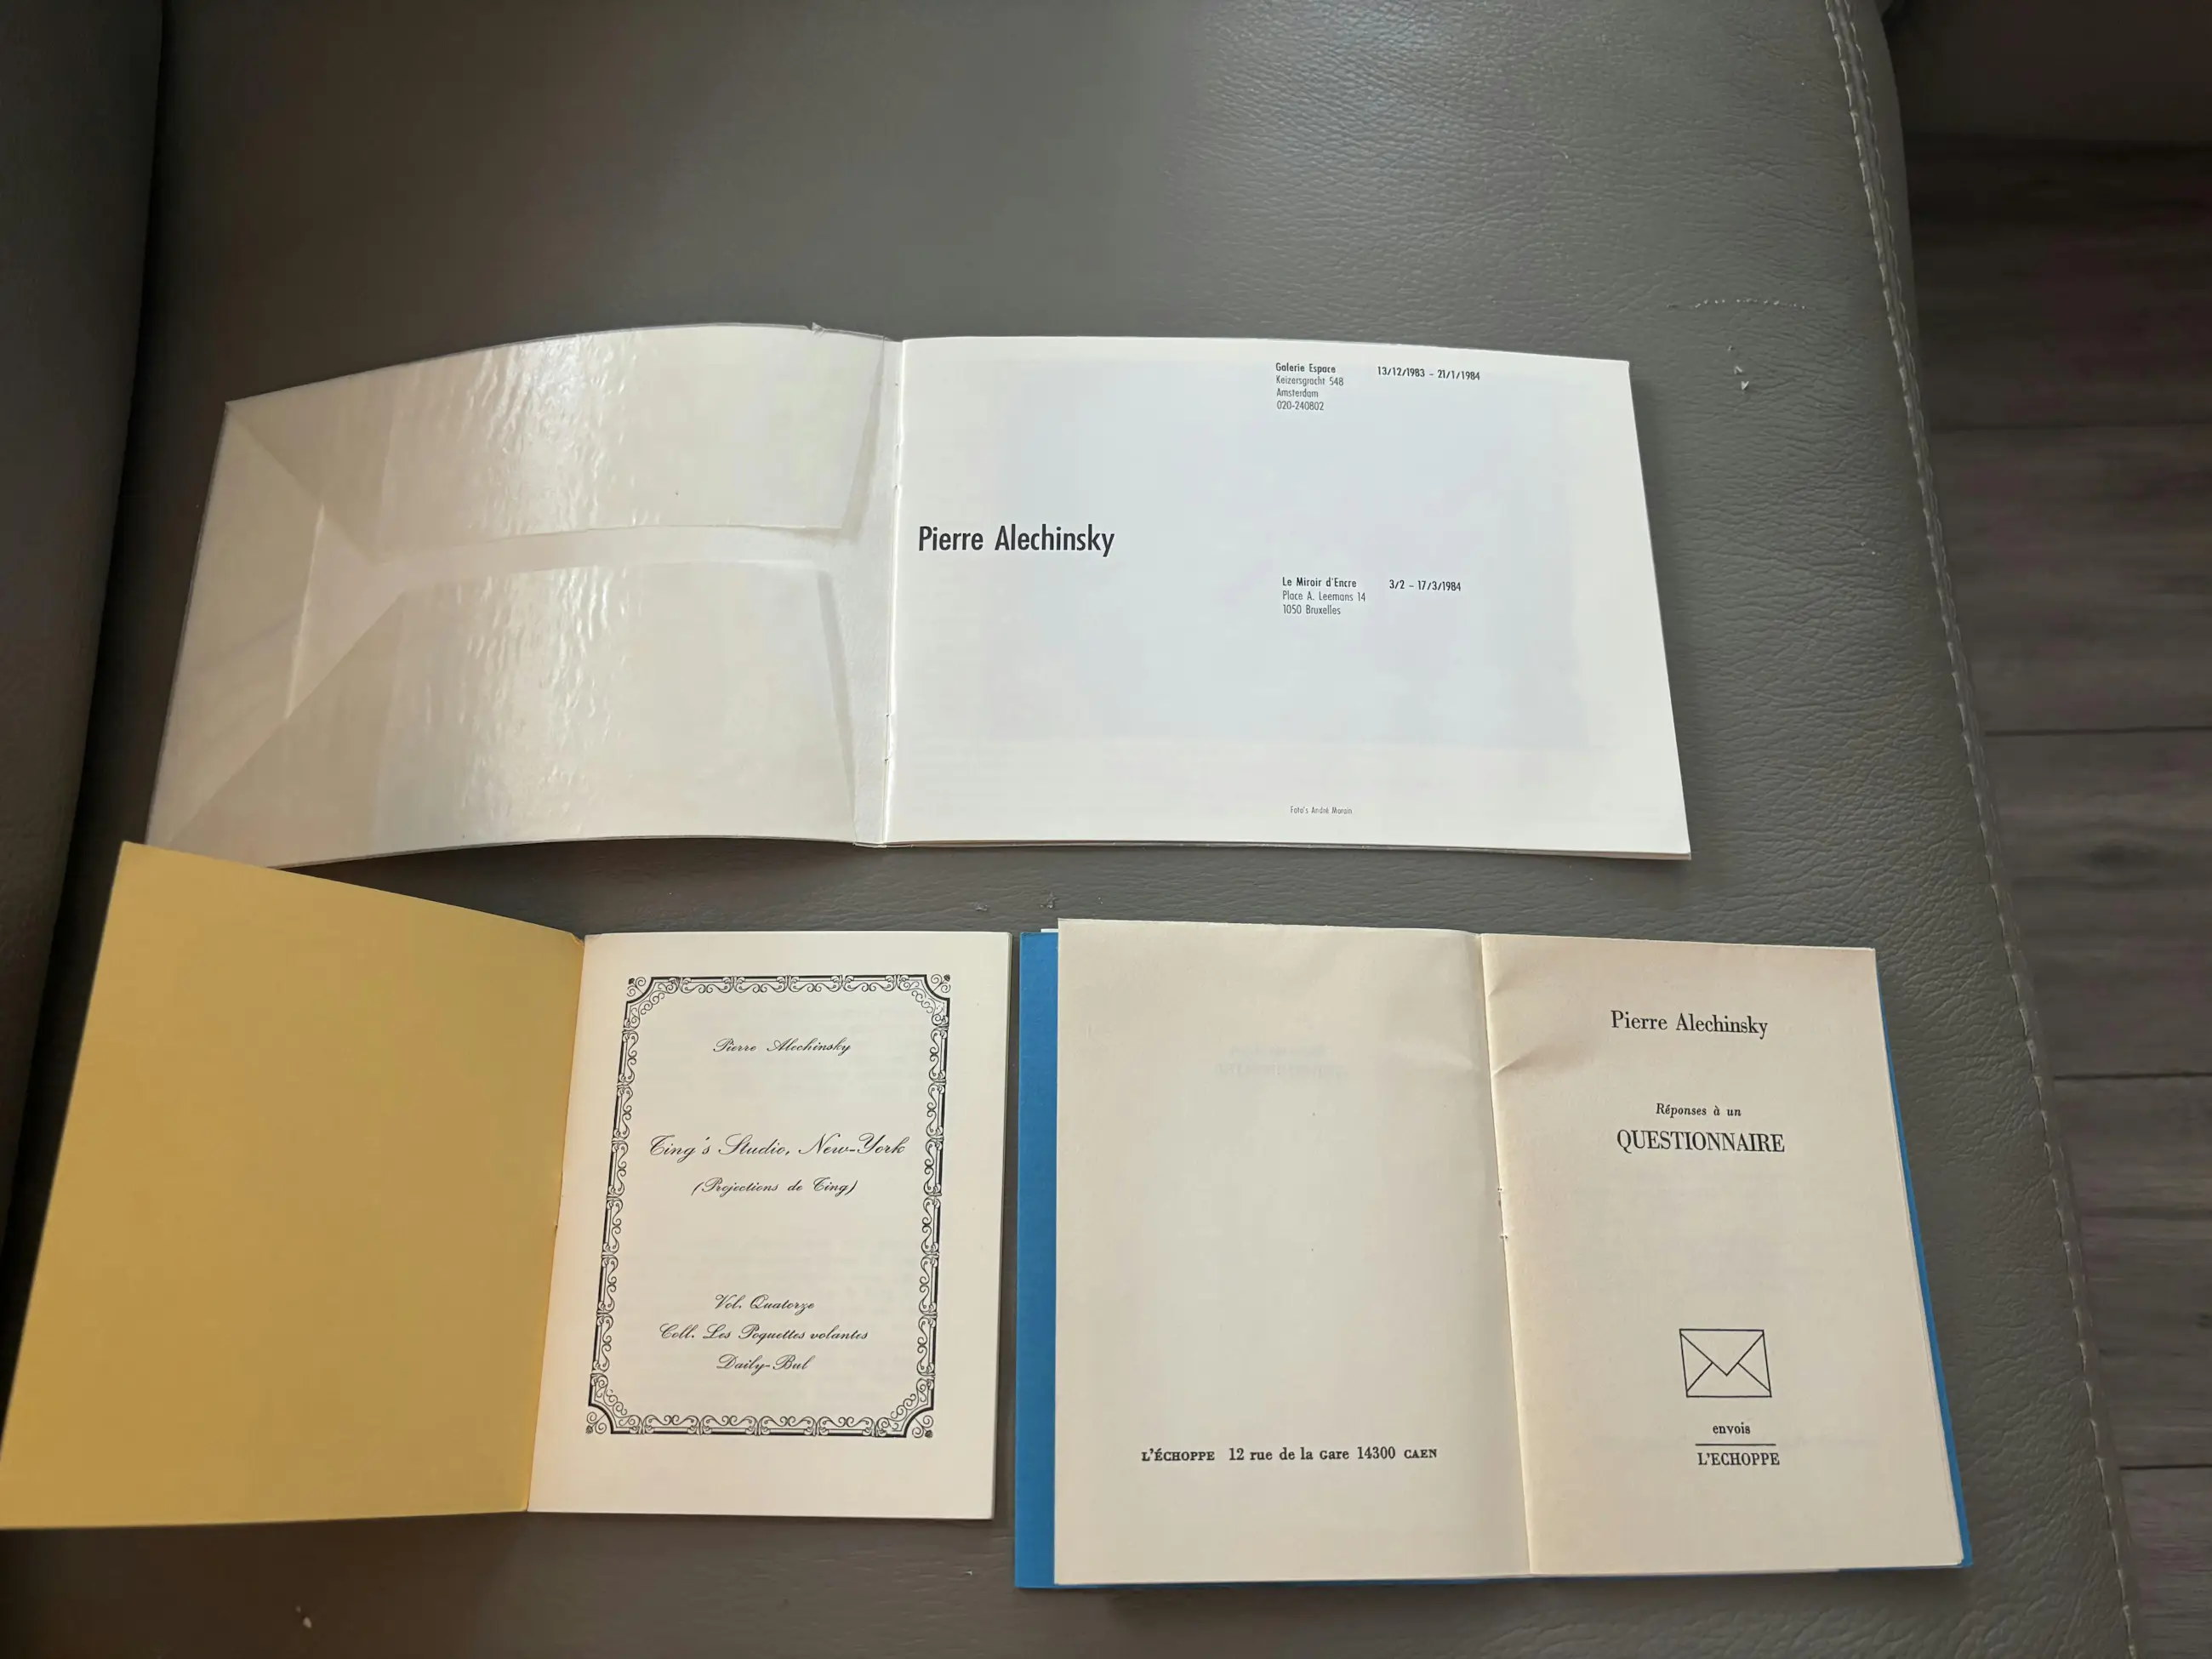 Galerie Espace 13/12/1983 – 21/1/1984
Keizersgracht 548
Amsterdam
020-240802
Pierre Alechinsky
Le Miroir d'Encre 3/2 – 17/3/1984
Place A. Leemans 14
1050 Bruxelles
Foto's André Morain
Pierre Alechinsky
Ting's Studio, New-York
(Projections de Ting)
Vol. Quatorze
Coll. Les Poquettes volantes
Daily-Bul
L'ÉCHOPPE 12 rue de la Gare 14300 CAEN
Pierre Alechinsky
Réponses à un
QUESTIONNAIRE
envois
L'ECHOPPE